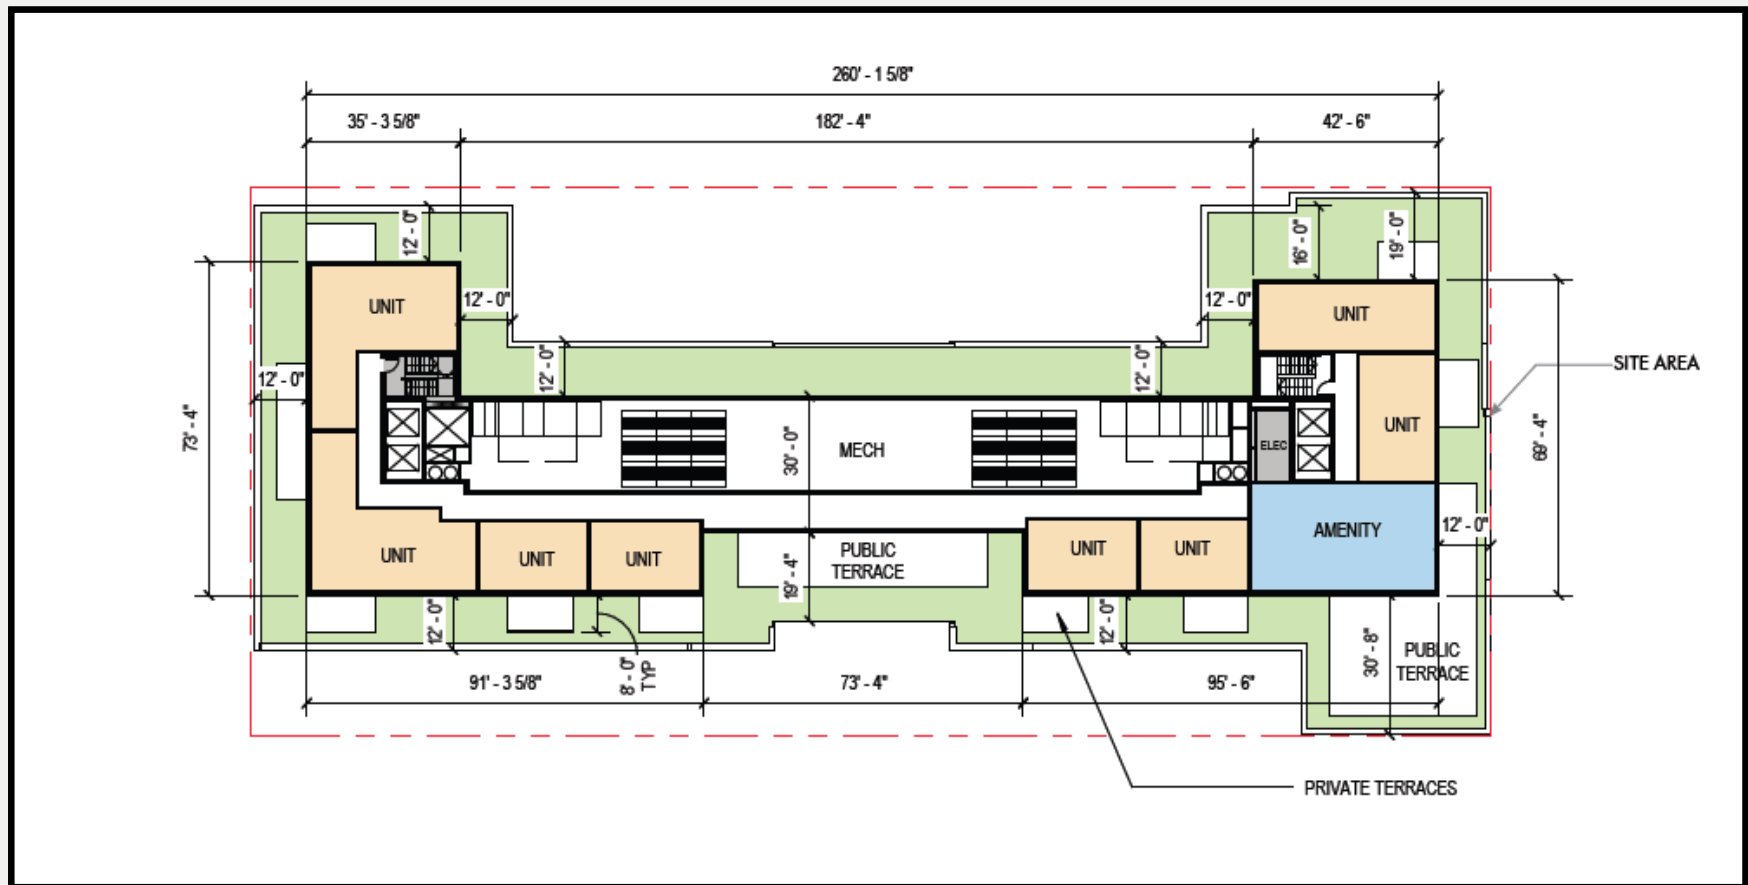 260' - 1 5/8"
35' - 3 5/8"
182' - 4"
42' - 6"
12' - 0"
16' - 0"
19' - 0"
UNIT
12' - 0"
12' - 0"
UNIT
12' - 0"
12' - 0"
SITE AREA
12' - 0"
73' - 4"
MECH
30' - 0"
ELEC
UNIT
69' - 4"
AMENITY
12' - 0"
UNIT
UNIT
UNIT
PUBLIC
TERRACE
19' - 4"
UNIT
UNIT
12' - 0"
8' - 0"
TYP
12' - 0"
30' - 8"
PUBLIC
TERRACE
91' - 3 5/8"
73' - 4"
95' - 6"
PRIVATE TERRACES